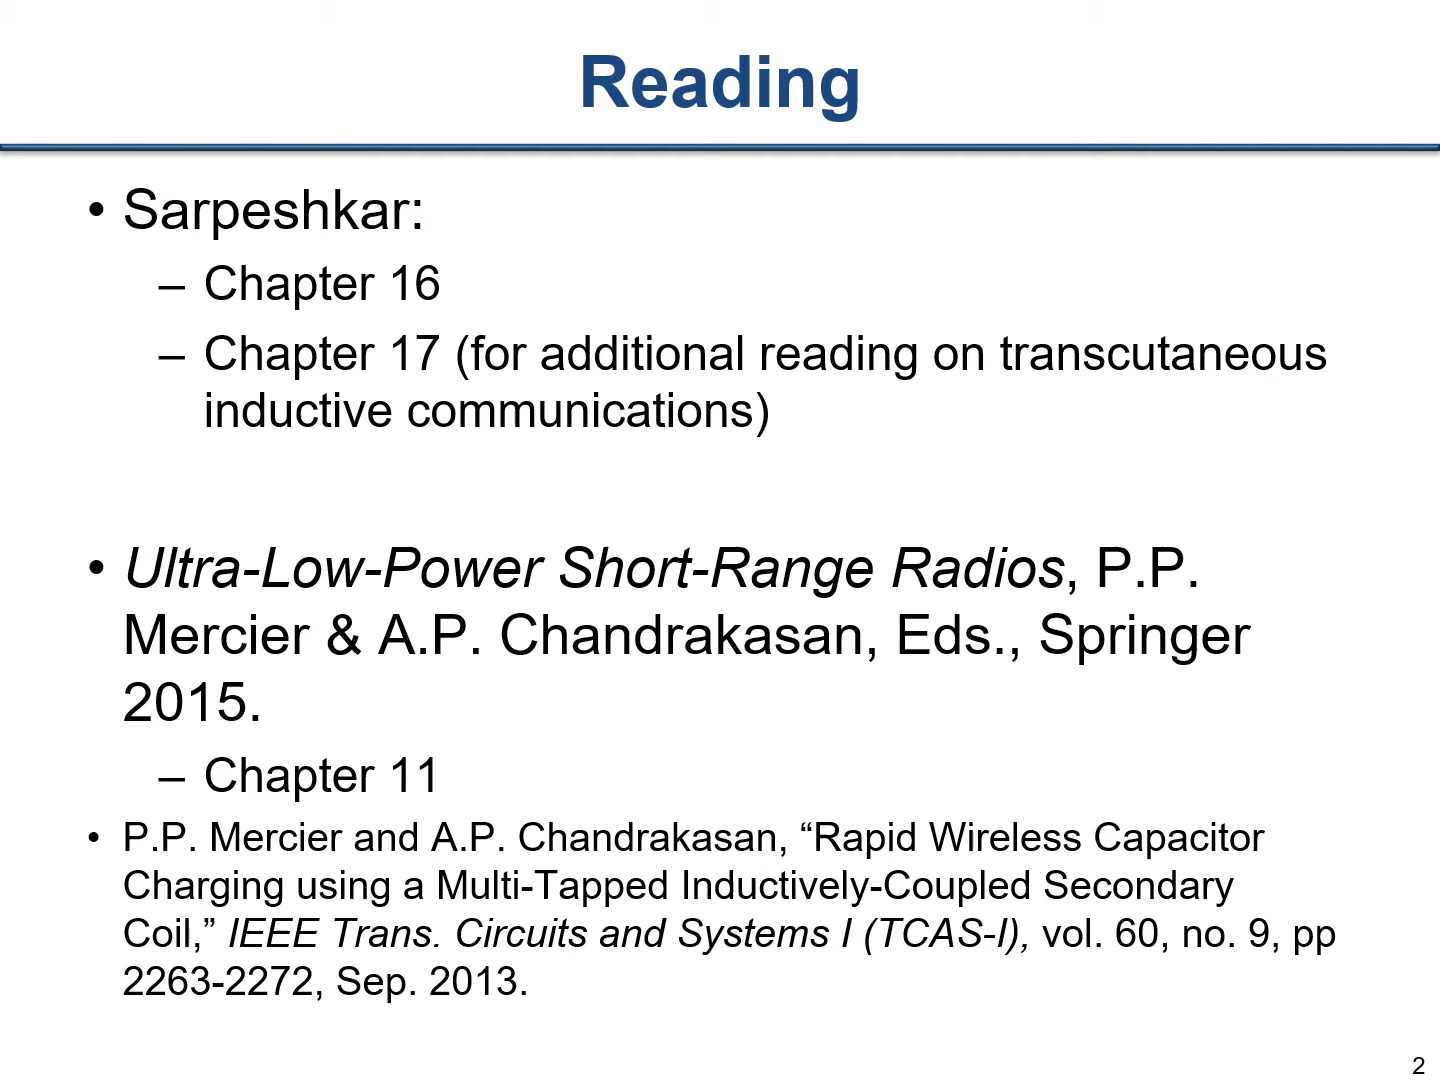 Reading
• Sarpeshkar:
– Chapter 16
– Chapter 17 (for additional reading on transcutaneous
inductive communications)
• Ultra-Low-Power Short-Range Radios, P.P.
Mercier & A.P. Chandrakasan, Eds., Springer
2015.
– Chapter 11
• P.P. Mercier and A.P. Chandrakasan, “Rapid Wireless Capacitor
Charging using a Multi-Tapped Inductively-Coupled Secondary
Coil,” IEEE Trans. Circuits and Systems I (TCAS-I), vol. 60, no. 9, pp
2263-2272, Sep. 2013.
2